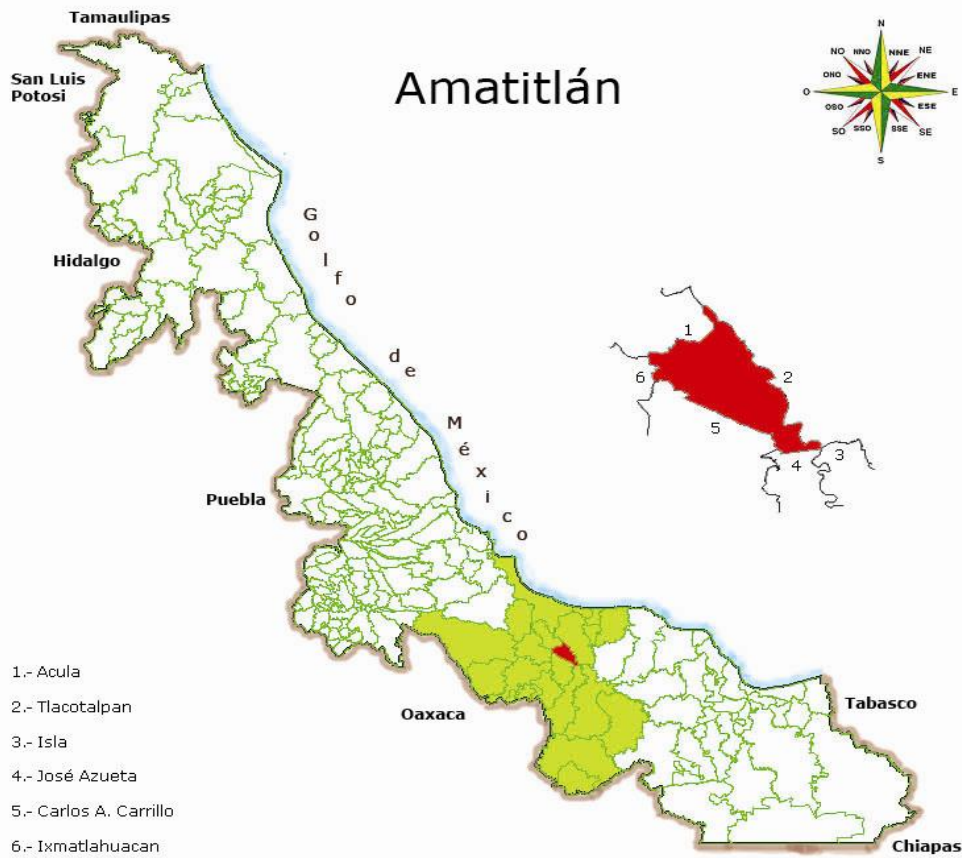 Tamaulipas
San Luis
Potosi
Amatitlán
N
NNO
NNE
NO
NE
ONO
ENE
O
E
OSO
ESE
SO
SSO
SSE
SE
S
Hidalgo
Golfo
de
México
Puebla
Oaxaca
Tabasco
Chiapas
1
2
3
4
5
6
1.- Acula
2.- Tlacotalpan
3.- Isla
4.- José Azueta
5.- Carlos A. Carrillo
6.- Ixmatlahuacan